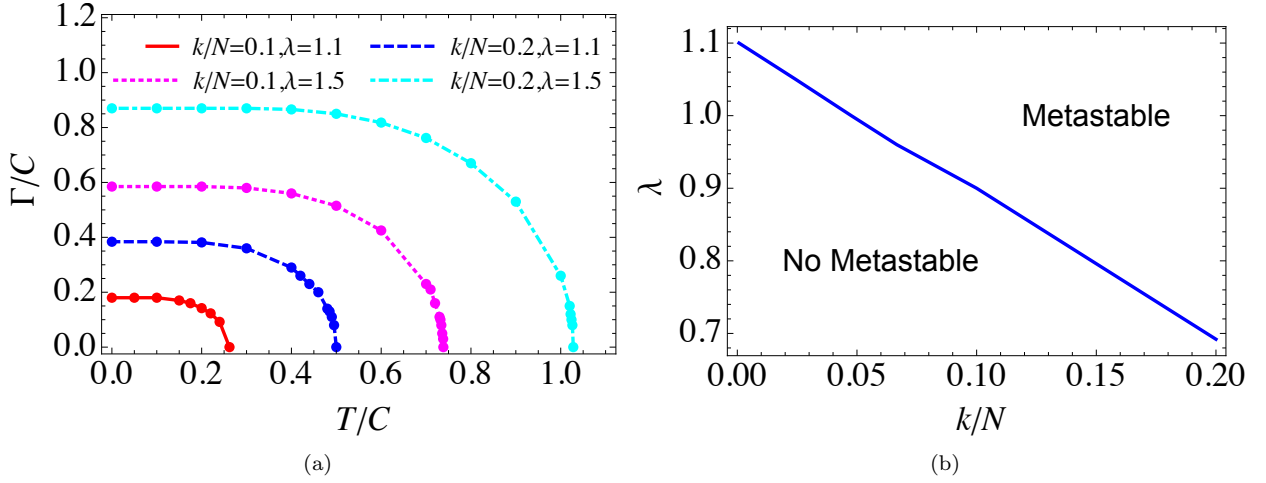 1.2
1.0
0.8
0.6
0.4
0.2
0.0
Γ/C
k/N=0.1,λ=1.1 k/N=0.2,λ=1.1
k/N=0.1,λ=1.5 k/N=0.2,λ=1.5
0.0 0.2 0.4 0.6 0.8 1.0
T/C
(a)
1.1
1.0
0.9
0.8
0.7
λ
Metastable
No Metastable
0.00 0.05 0.10 0.15 0.20
k/N
(b)